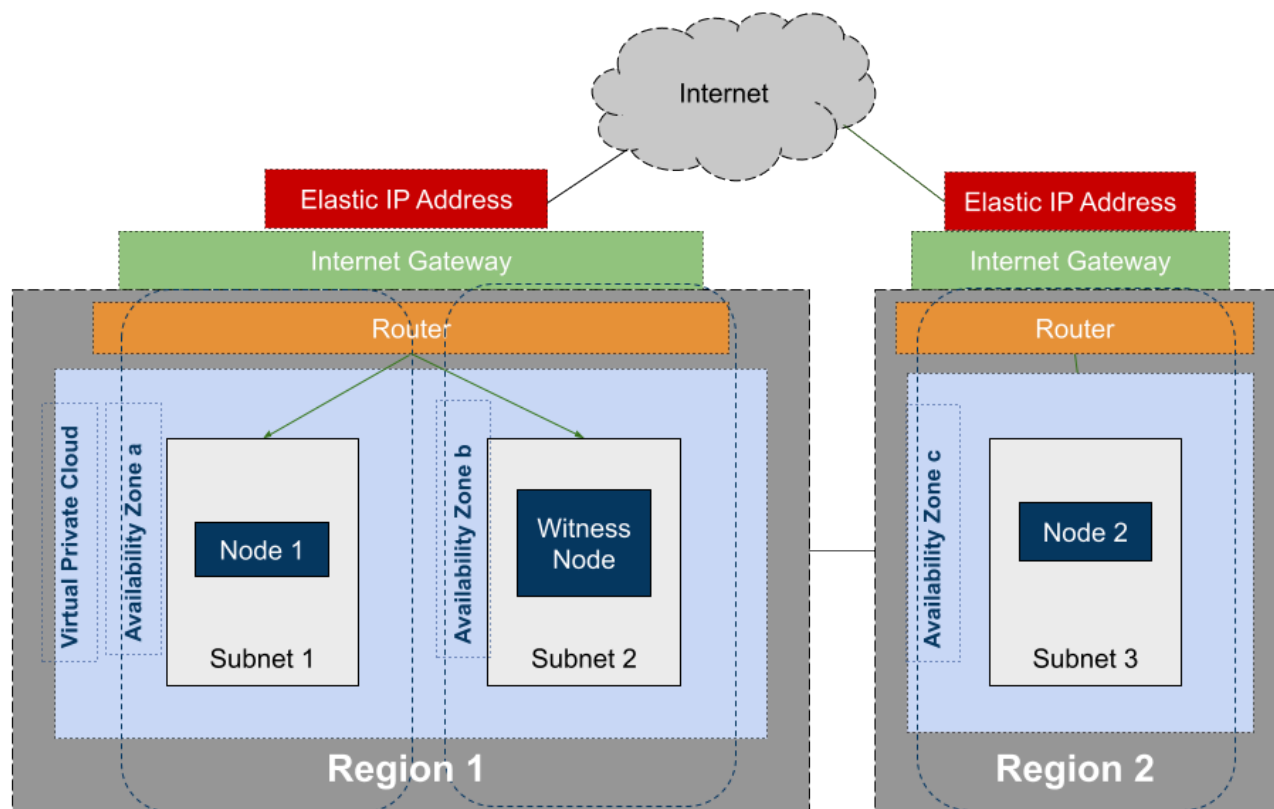 Internet
Elastic IP Address
Elastic IP Address
Internet Gateway
Internet Gateway
Router
Router
Virtual Private Cloud
Availability Zone a
Node 1
Subnet 1
Availability Zone b
Witness
Node
Subnet 2
Availability Zone c
Node 2
Subnet 3
Region 1
Region 2